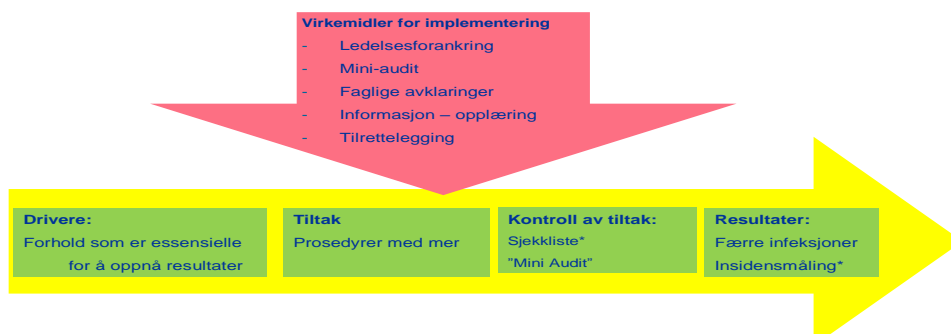 Virkemidler for implementering
- Ledelsesforankring
- Mini-audit
- Faglige avklaringer
- Informasjon – opplæring
- Tilrettelegging
Drivere:
Forhold som er essensielle
for å oppnå resultater
Tiltak
Prosedyrer med mer
Kontroll av tiltak:
Sjekkliste*
"Mini Audit"
Resultater:
Færre infeksjoner
Insidensmåling*